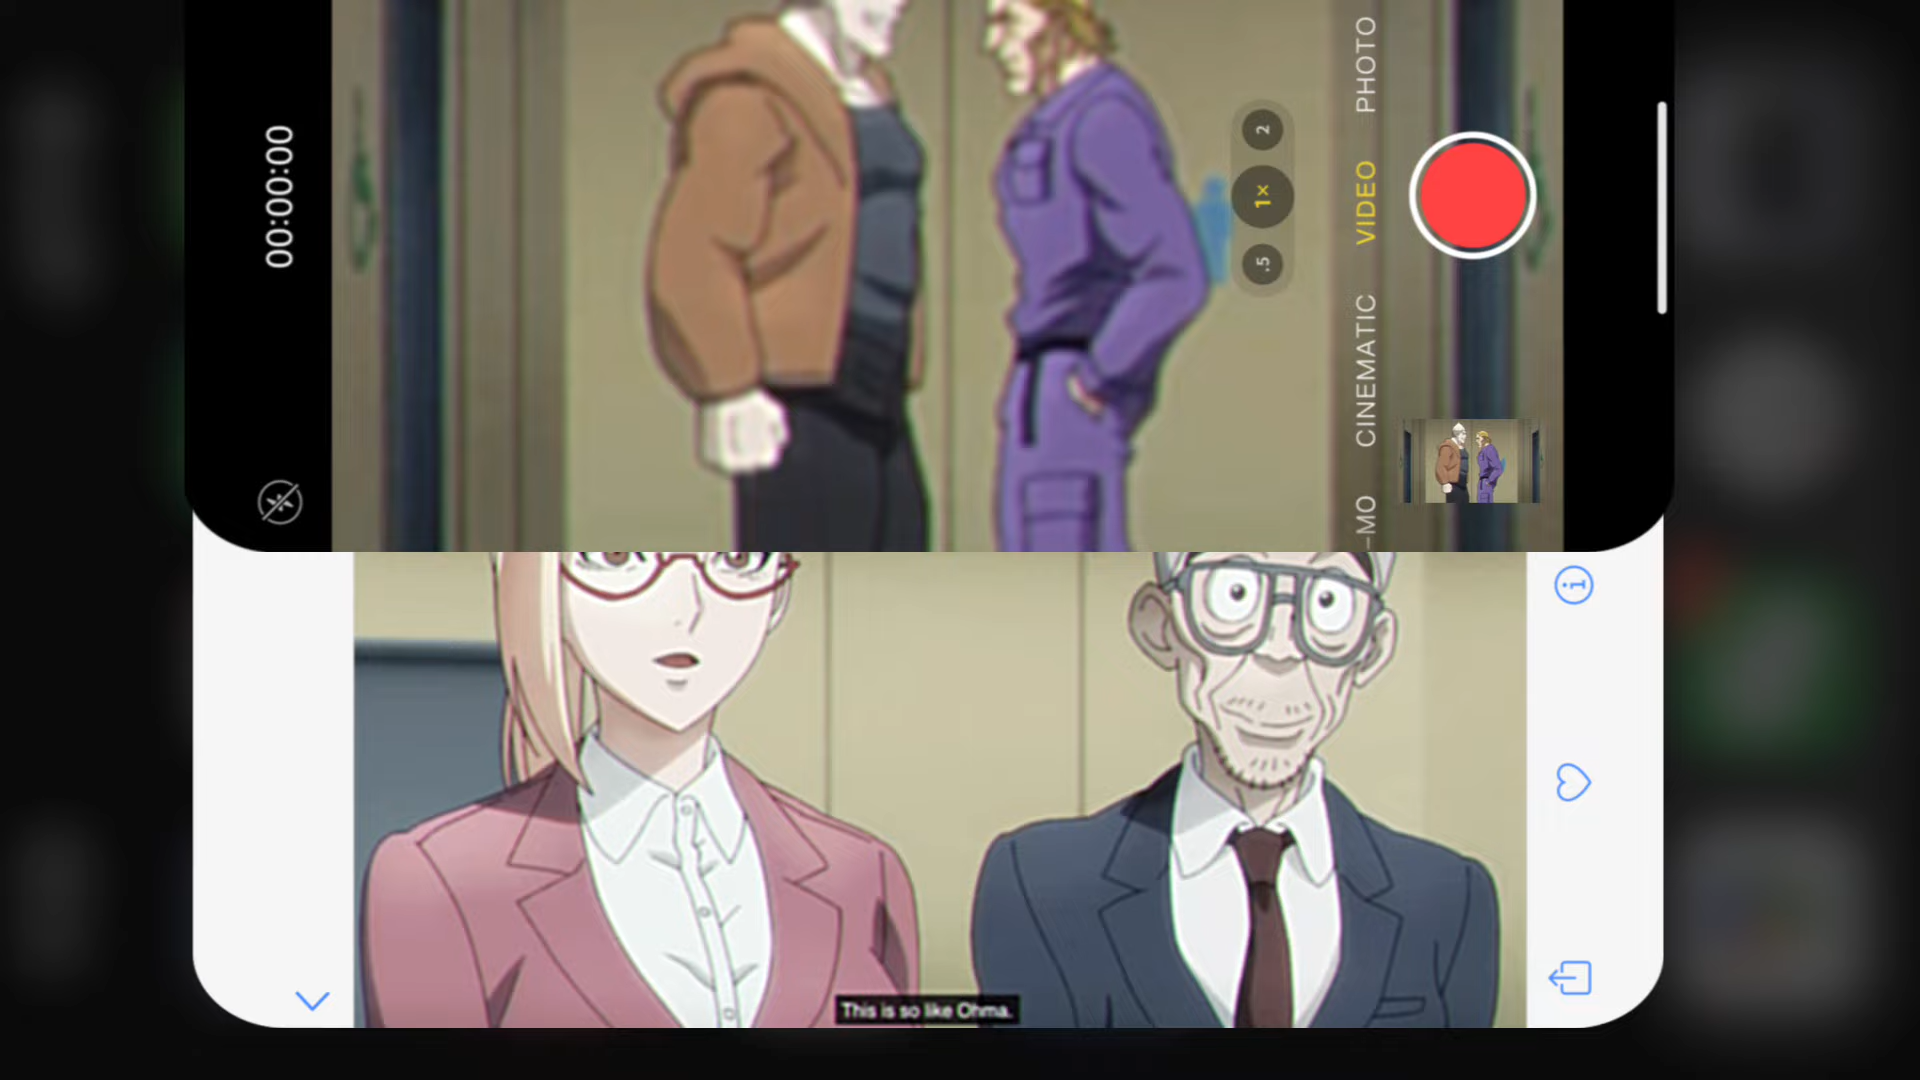 00:00:00
PHOTO
VIDEO
CINEMATIC
-MO
2
1×
.5
This is so like Ohma.